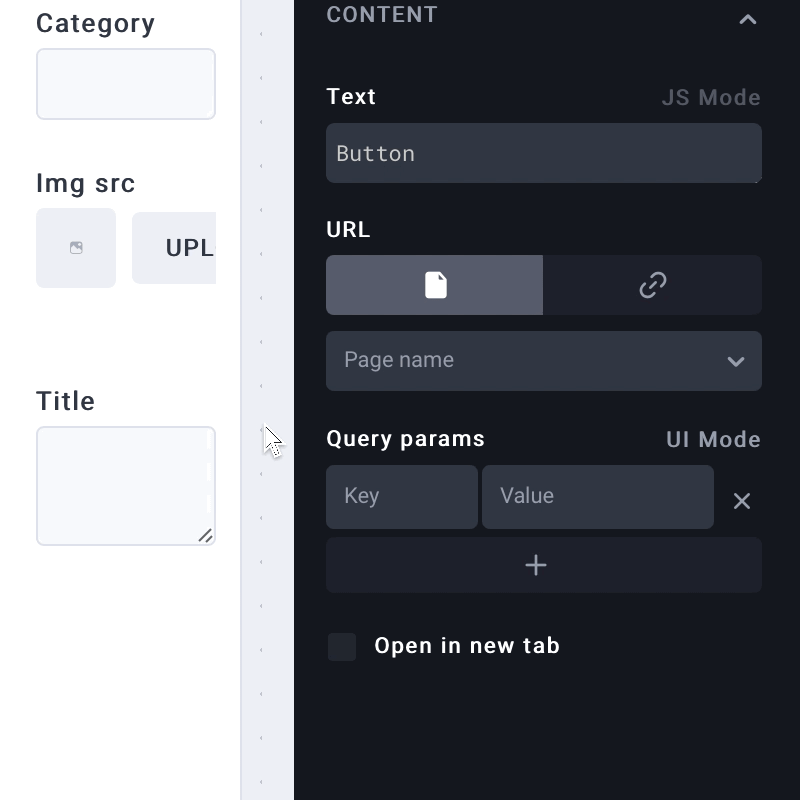 Category
Img src
UPL
Title
CONTENT
Text
JS Mode
Button
URL
Page name
Query params
UI Mode
Key
Value
Open in new tab